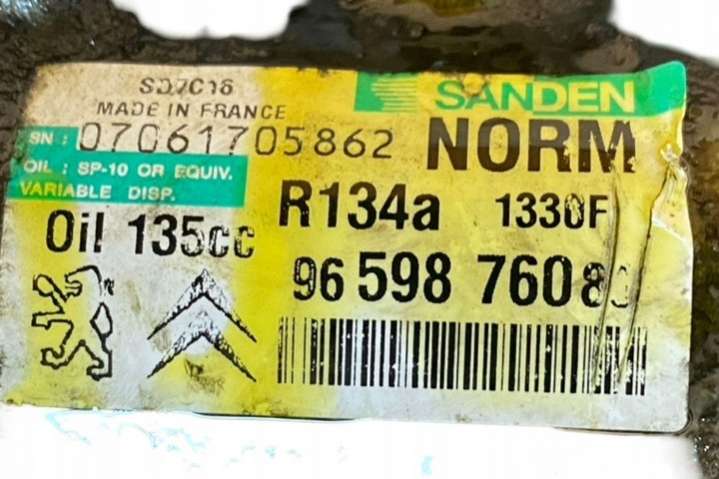 SD7C16
MADE IN FRANCE
SANDEN
SN : 07061705862
NORM
OIL : SP-10 OR EQUIV.
VARIABLE DISP.
R134a 1330F
Oil 135cc
96 598 760